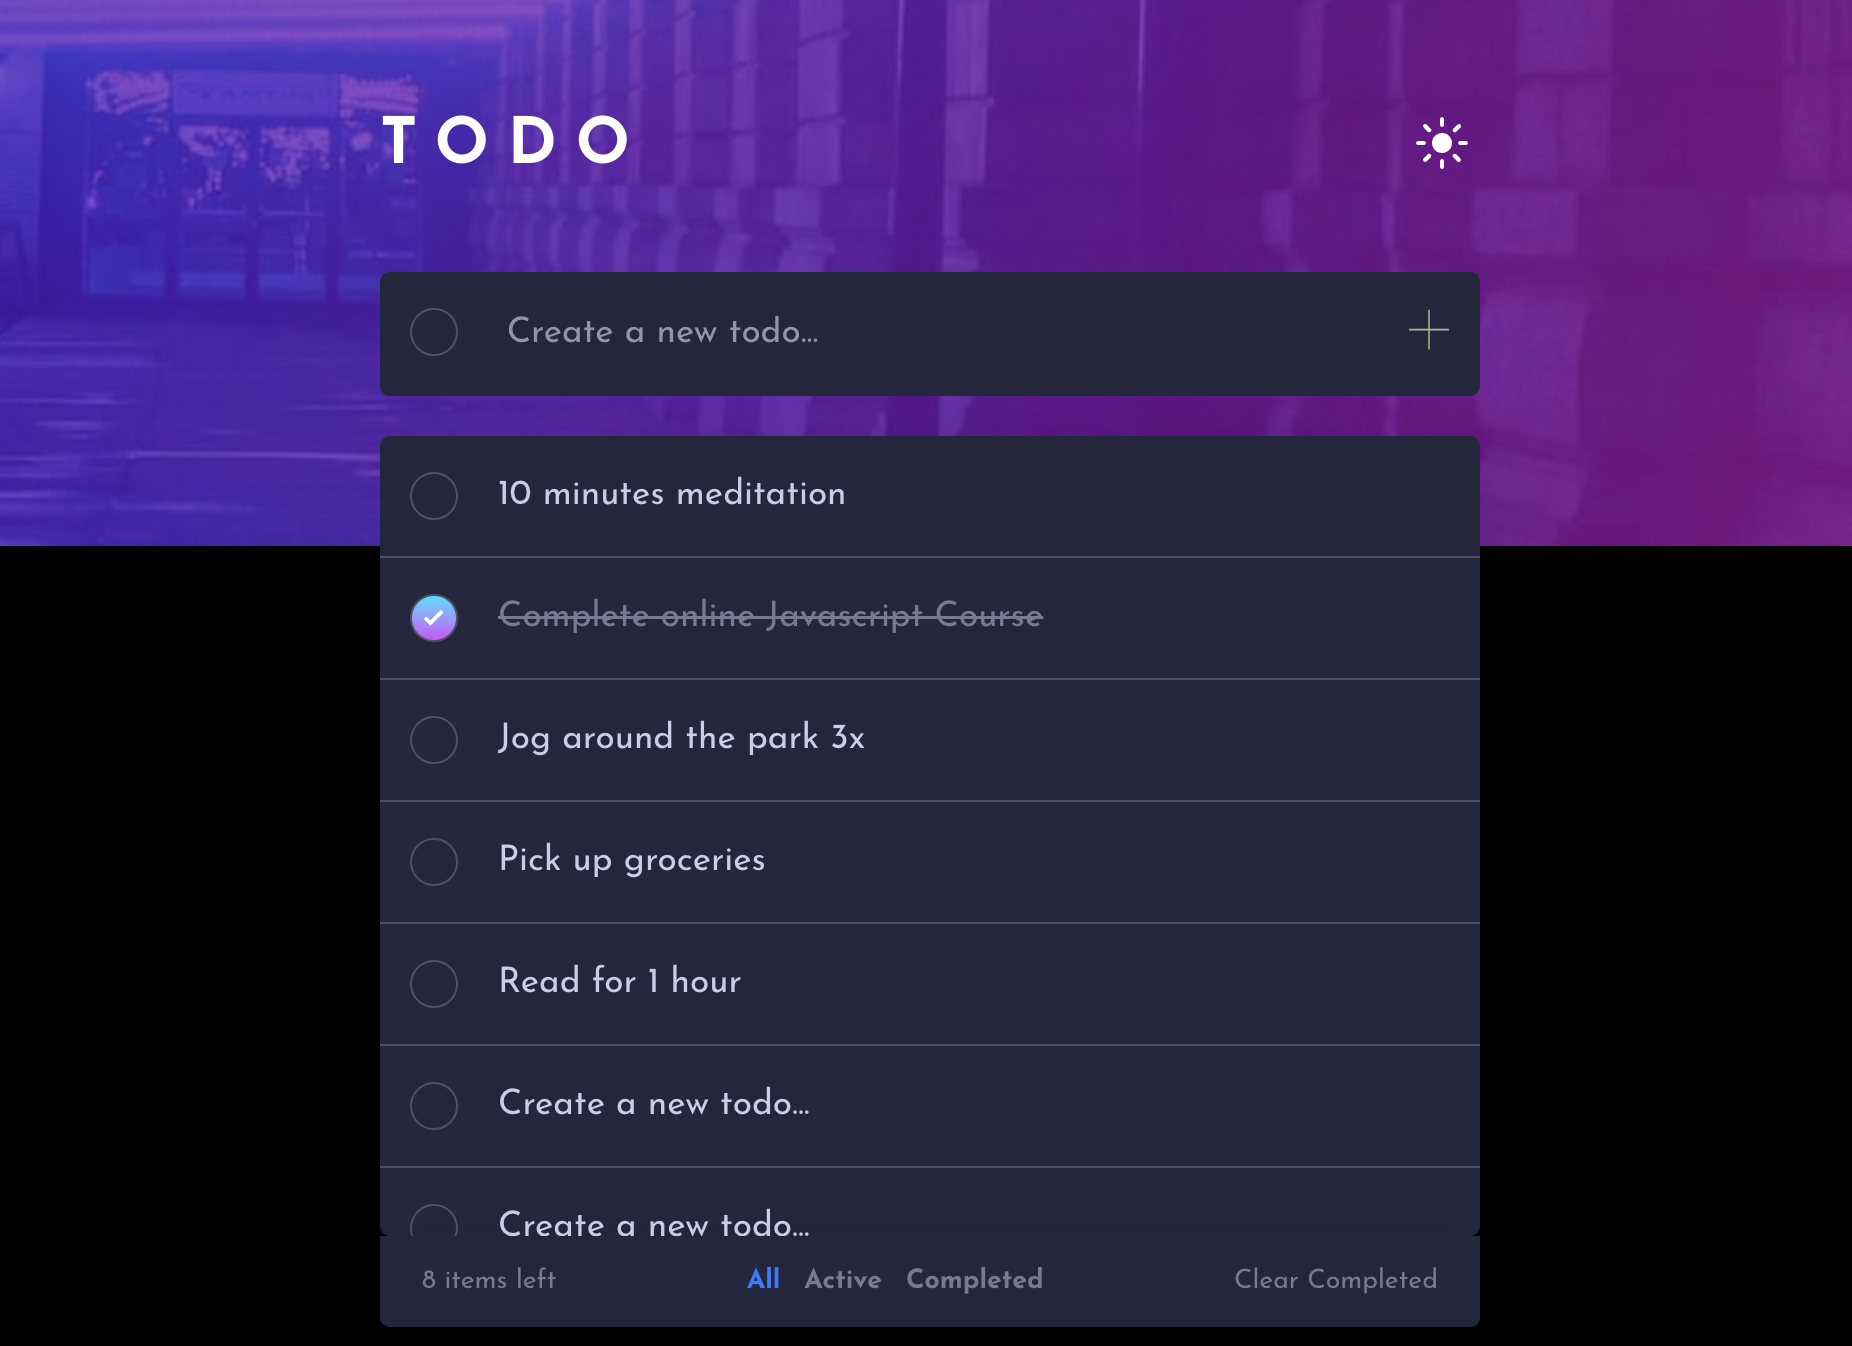 TODO
Create a new todo...
10 minutes meditation
Complete online Javascript Course
Jog around the park 3x
Pick up groceries
Read for 1 hour
Create a new todo...
Create a new todo...
8 items left All Active Completed Clear Completed